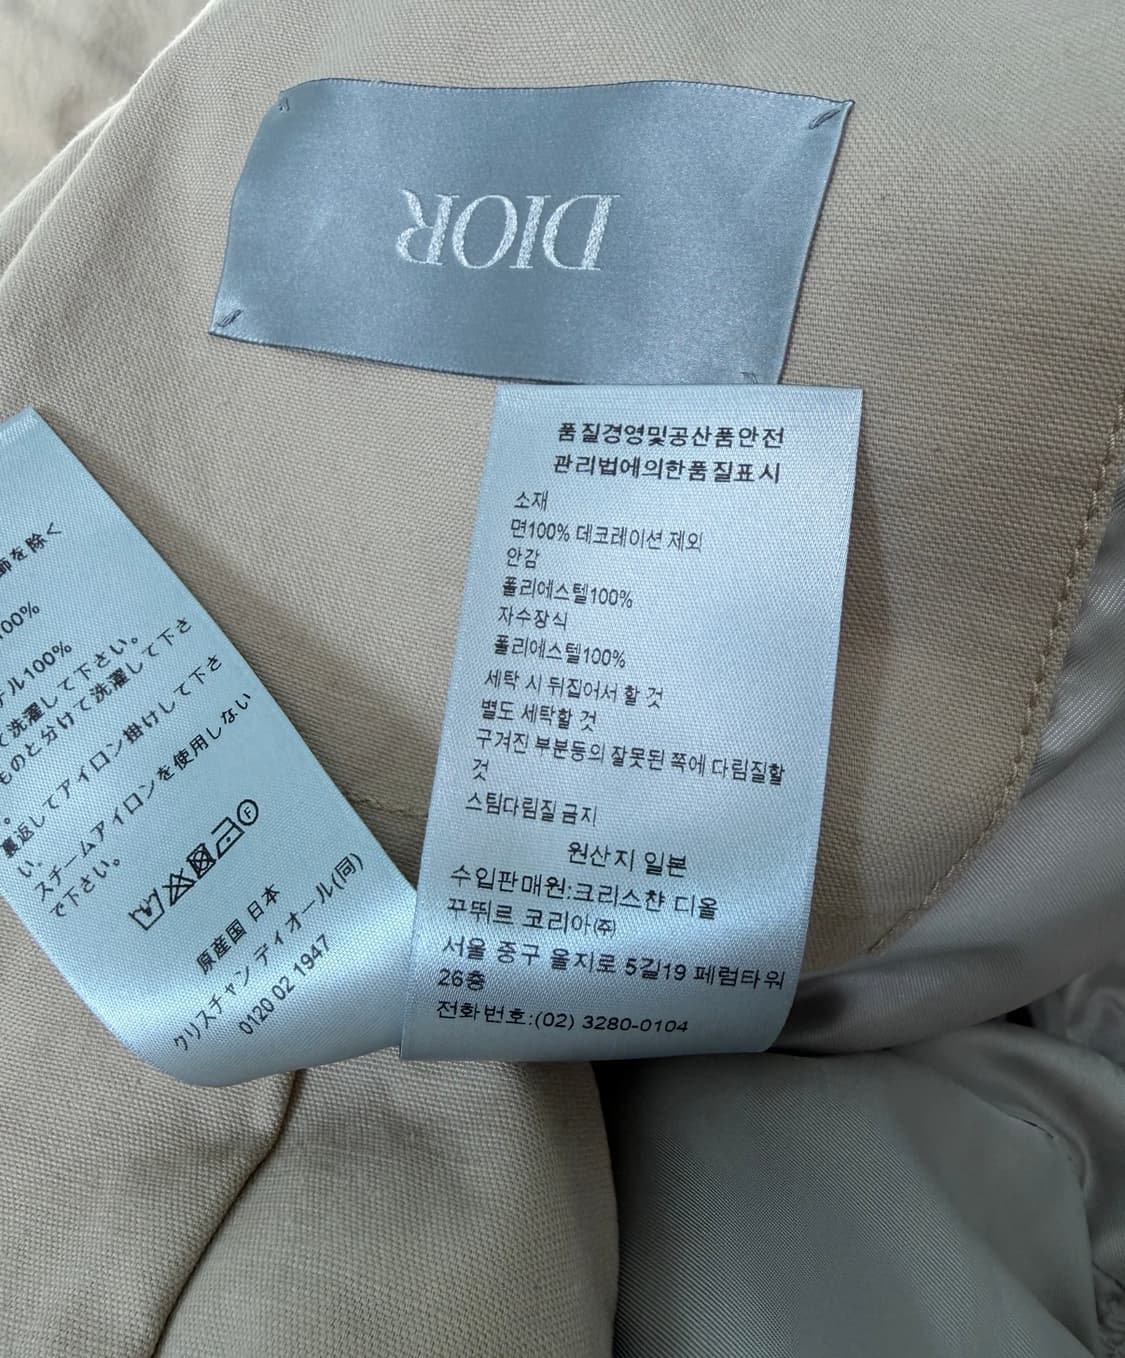 DIOR
품질경영및공산품안전
관리법에의한품질표시
소재
면100% 데코레이션 제외
안감
폴리에스텔100%
자수장식
폴리에스텔100%
세탁 시 뒤집어서 할 것
별도 세탁할 것
구겨진 부분등의 잘못된 쪽에 다림질할
것
스팀다림질 금지
원산지 일본
수입판매원:크리스챤 디올
꾸뛰르 코리아㈜
서울 중구 을지로 5길19 페럼타워
26층
전화번호:(02) 3280-0104
飾を除く
100%
テル100%
て洗濯して下さい。
ものと分けて洗濯して下さ
。
裏返してアイロン掛けして下さ
い。
スチームアイロンを使用しない
で下さい。
F
原産国 日本
クリスチャン ディオール(同)
0120 02 1947